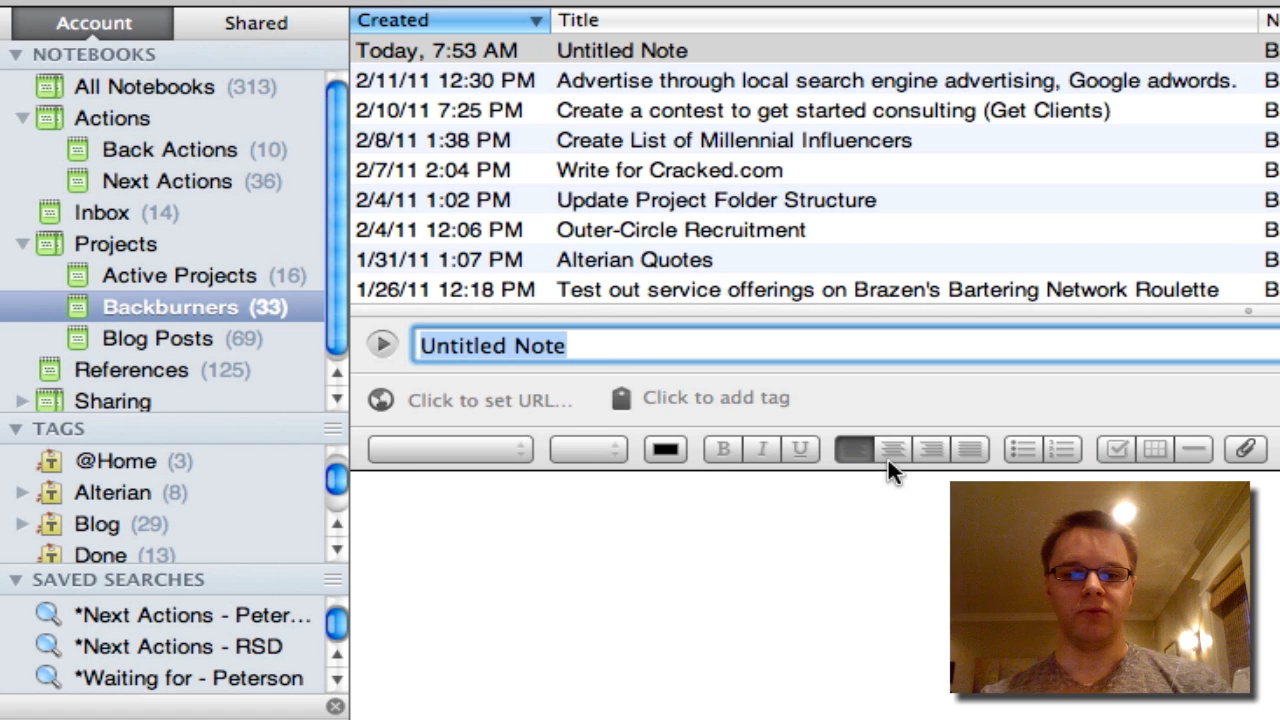 Account Shared
NOTEBOOKS
All Notebooks (313)
Actions
Back Actions (10)
Next Actions (36)
Inbox (14)
Projects
Active Projects (16)
Backburners (33)
Blog Posts (69)
References (125)
Sharing
TAGS
@Home (3)
Alterian (8)
Blog (29)
Done (13)
SAVED SEARCHES
*Next Actions - Peter...
*Next Actions - RSD
*Waiting for - Peterson
Created Title N
Today, 7:53 AM Untitled Note B
2/11/11 12:30 PM Advertise through local search engine advertising, Google adwords. B
2/10/11 7:25 PM Create a contest to get started consulting (Get Clients) B
2/8/11 1:38 PM Create List of Millennial Influencers B
2/7/11 2:04 PM Write for Cracked.com B
2/4/11 1:02 PM Update Project Folder Structure B
2/4/11 12:06 PM Outer-Circle Recruitment B
1/31/11 1:07 PM Alterian Quotes B
1/26/11 12:18 PM Test out service offerings on Brazen's Bartering Network Roulette B
Untitled Note
Click to set URL... Click to add tag
B I U